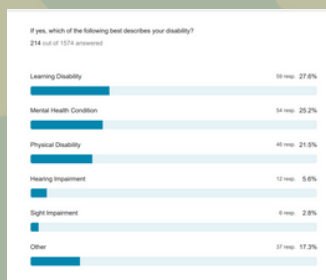 If yes, which of the following best describes your disability?
214 out of 1574 answered
Learning Disability 59 resp. 27.6%
Mental Health Condition 54 resp. 25.2%
Physical Disability 46 resp. 21.5%
Hearing Impairment 12 resp. 5.6%
Sight Impairment 6 resp. 2.8%
Other 37 resp. 17.3%